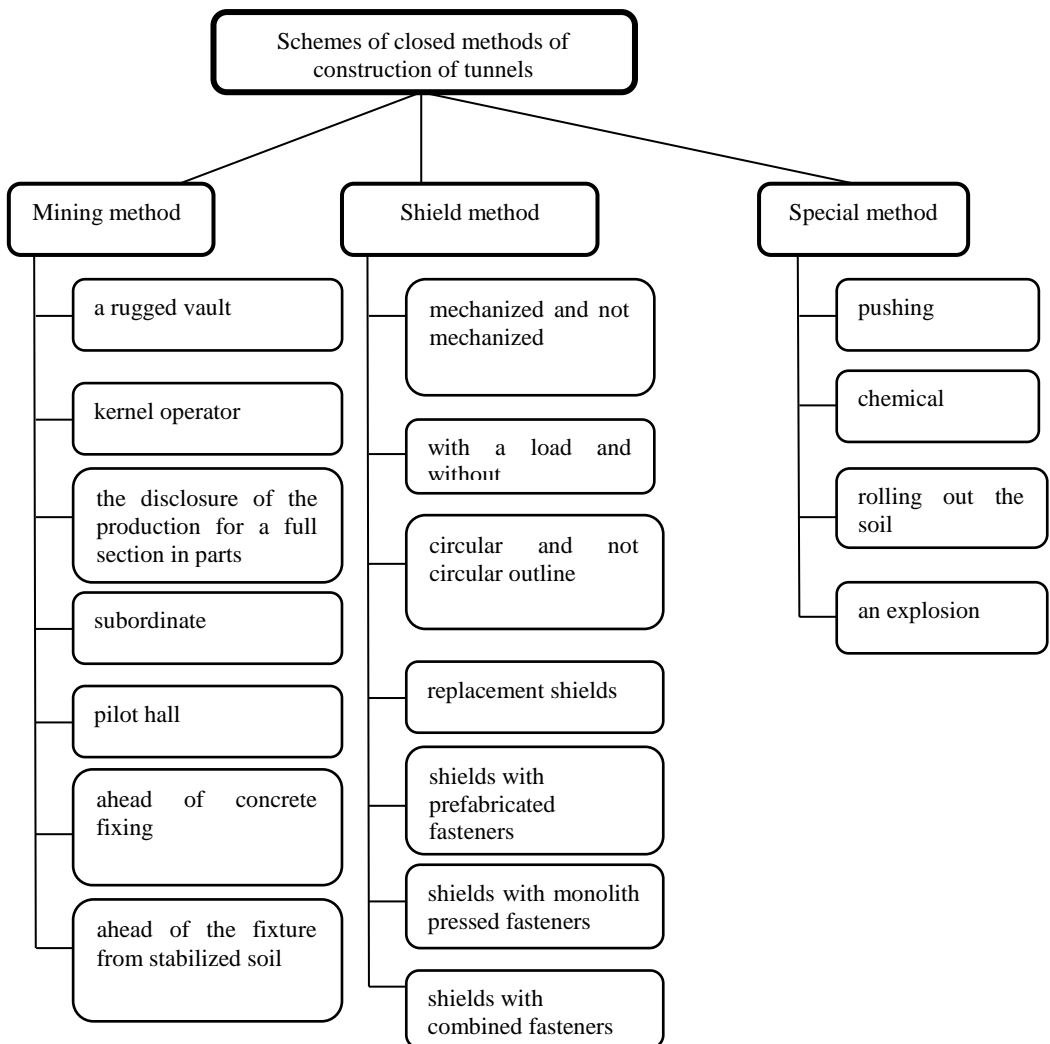 Schemes of closed methods of
construction of tunnels
Mining method
Shield method
Special method
a rugged vault
kernel operator
the disclosure of the
production for a full
section in parts
subordinate
pilot hall
ahead of concrete
fixing
ahead of the fixture
from stabilized soil
mechanized and not
mechanized
with a load and
without
circular and not
circular outline
replacement shields
shields with
prefabricated
fasteners
shields with monolith
pressed fasteners
shields with
combined fasteners
pushing
chemical
rolling out the
soil
an explosion